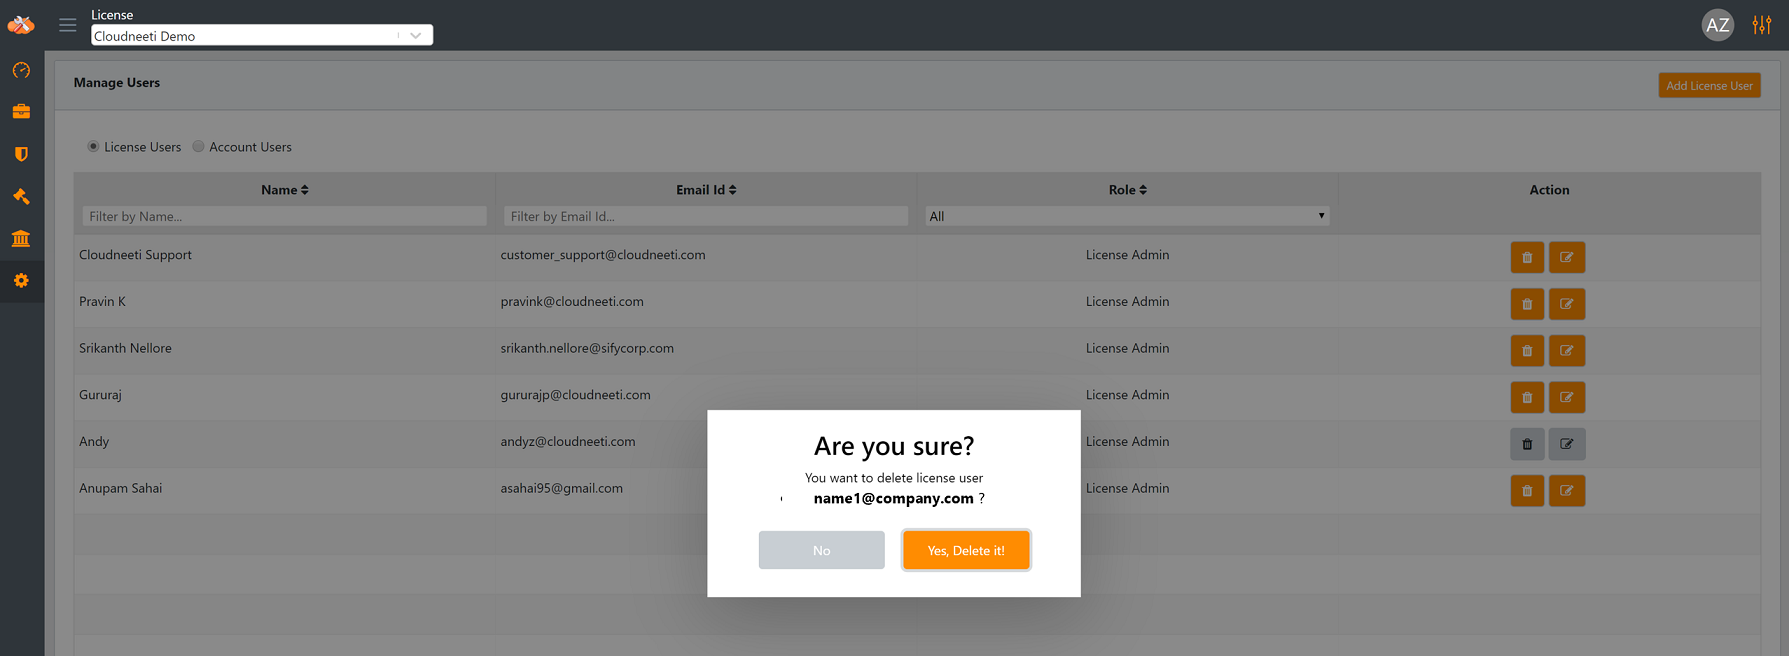 License
Cloudneeti Demo
AZ
Manage Users
Add License User
License Users Account Users
Name Email Id Role Action
Filter by Name... Filter by Email Id... All
Cloudneeti Support customer_support@cloudneeti.com License Admin
Pravin K pravink@cloudneeti.com License Admin
Srikanth Nellore srikanth.nellore@sifycorp.com License Admin
Gururaj gururajp@cloudneeti.com License Admin
Andy andyz@cloudneeti.com License Admin
Anupam Sahai asahai95@gmail.com License Admin
Are you sure?
You want to delete license user
name1@company.com ?
No Yes, Delete it!